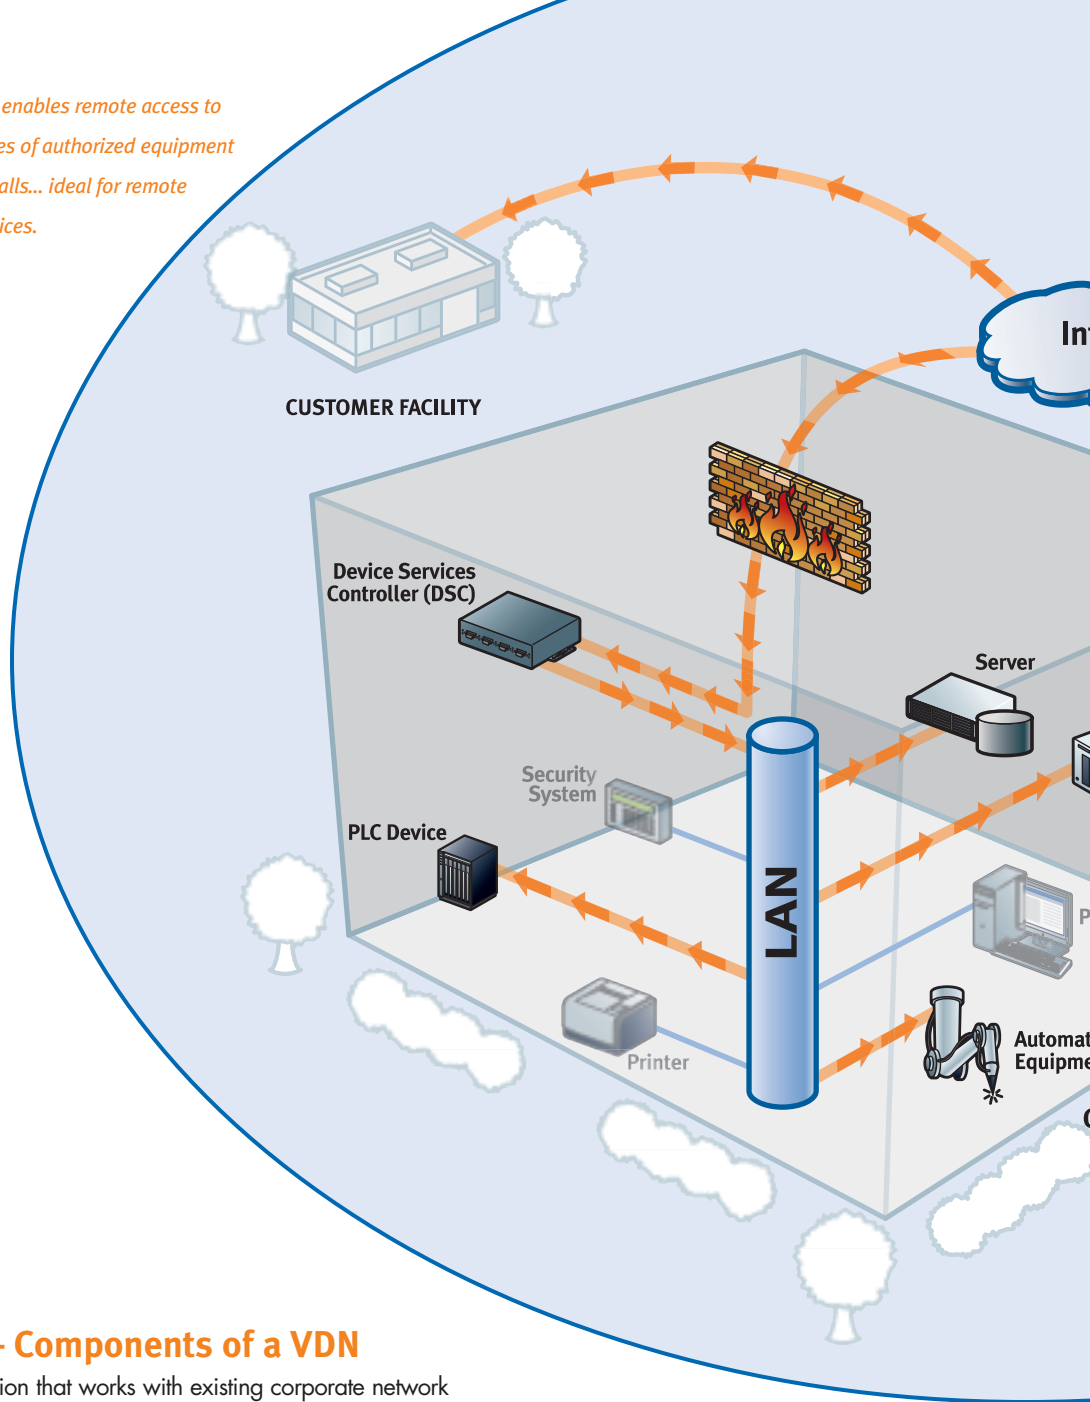 enables remote access to
es of authorized equipment
alls... ideal for remote
ices.
Int
CUSTOMER FACILITY
Device Services
Controller (DSC)
Server
Security
System
PLC Device
LAN
P
Automat
Equipme
Printer
C
- Components of a VDN
ion that works with existing corporate network